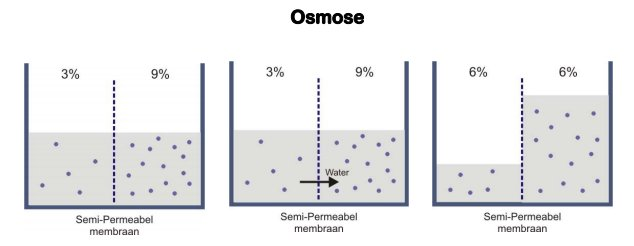 Osmose
3% 9%
Semi-Permeabel
membraan
3% 9%
Water
Semi-Permeabel
membraan
6% 6%
Semi-Permeabel
membraan